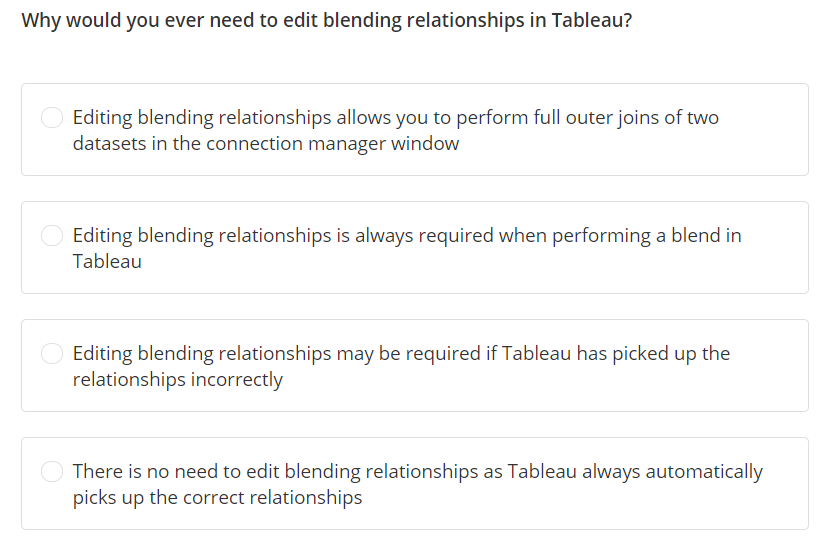 Why would you ever need to edit blending relationships in Tableau?
Editing blending relationships allows you to perform full outer joins of two
datasets in the connection manager window
Editing blending relationships is always required when performing a blend in
Tableau
Editing blending relationships may be required if Tableau has picked up the
relationships incorrectly
There is no need to edit blending relationships as Tableau always automatically
picks up the correct relationships